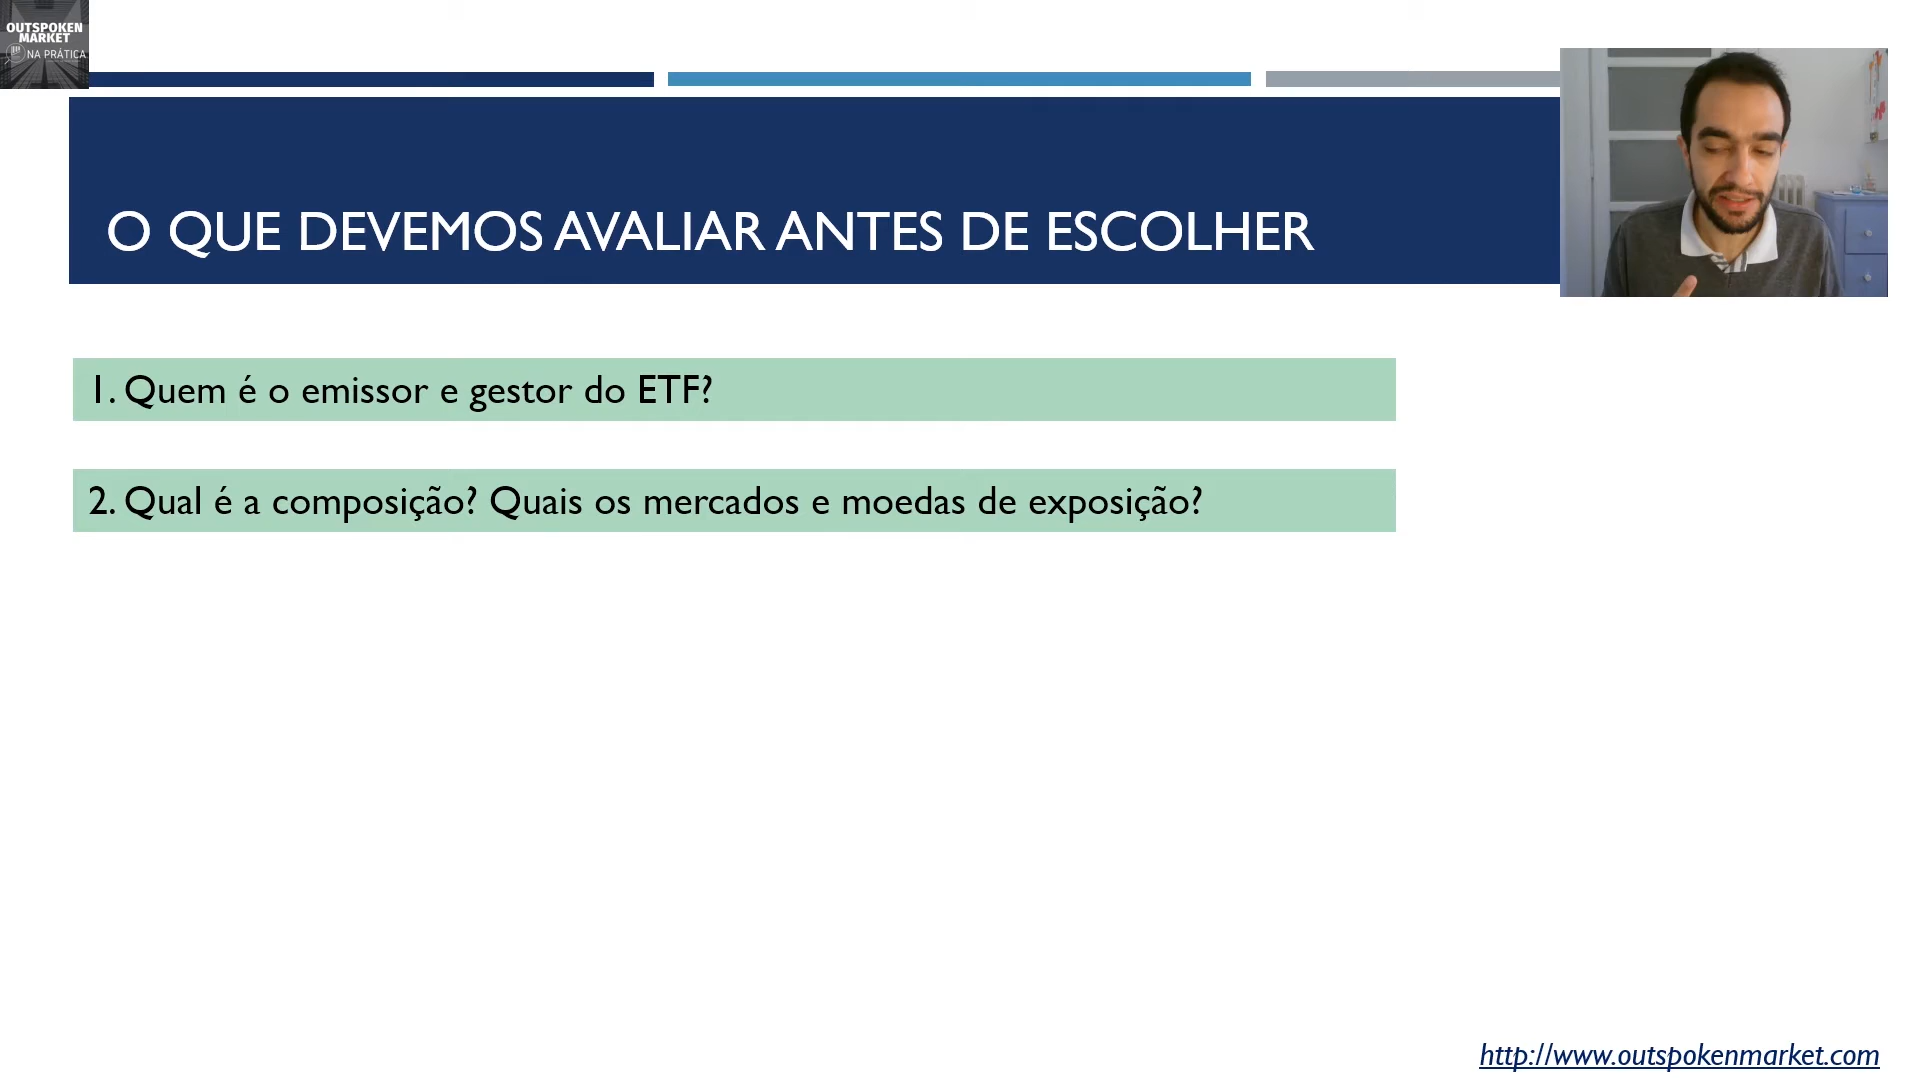 OUTSPOKEN
MARKET
NA PRÁTICA
O QUE DEVEMOS AVALIAR ANTES DE ESCOLHER
1. Quem é o emissor e gestor do ETF?
2. Qual é a composição? Quais os mercados e moedas de exposição?
http://www.outspokenmarket.com